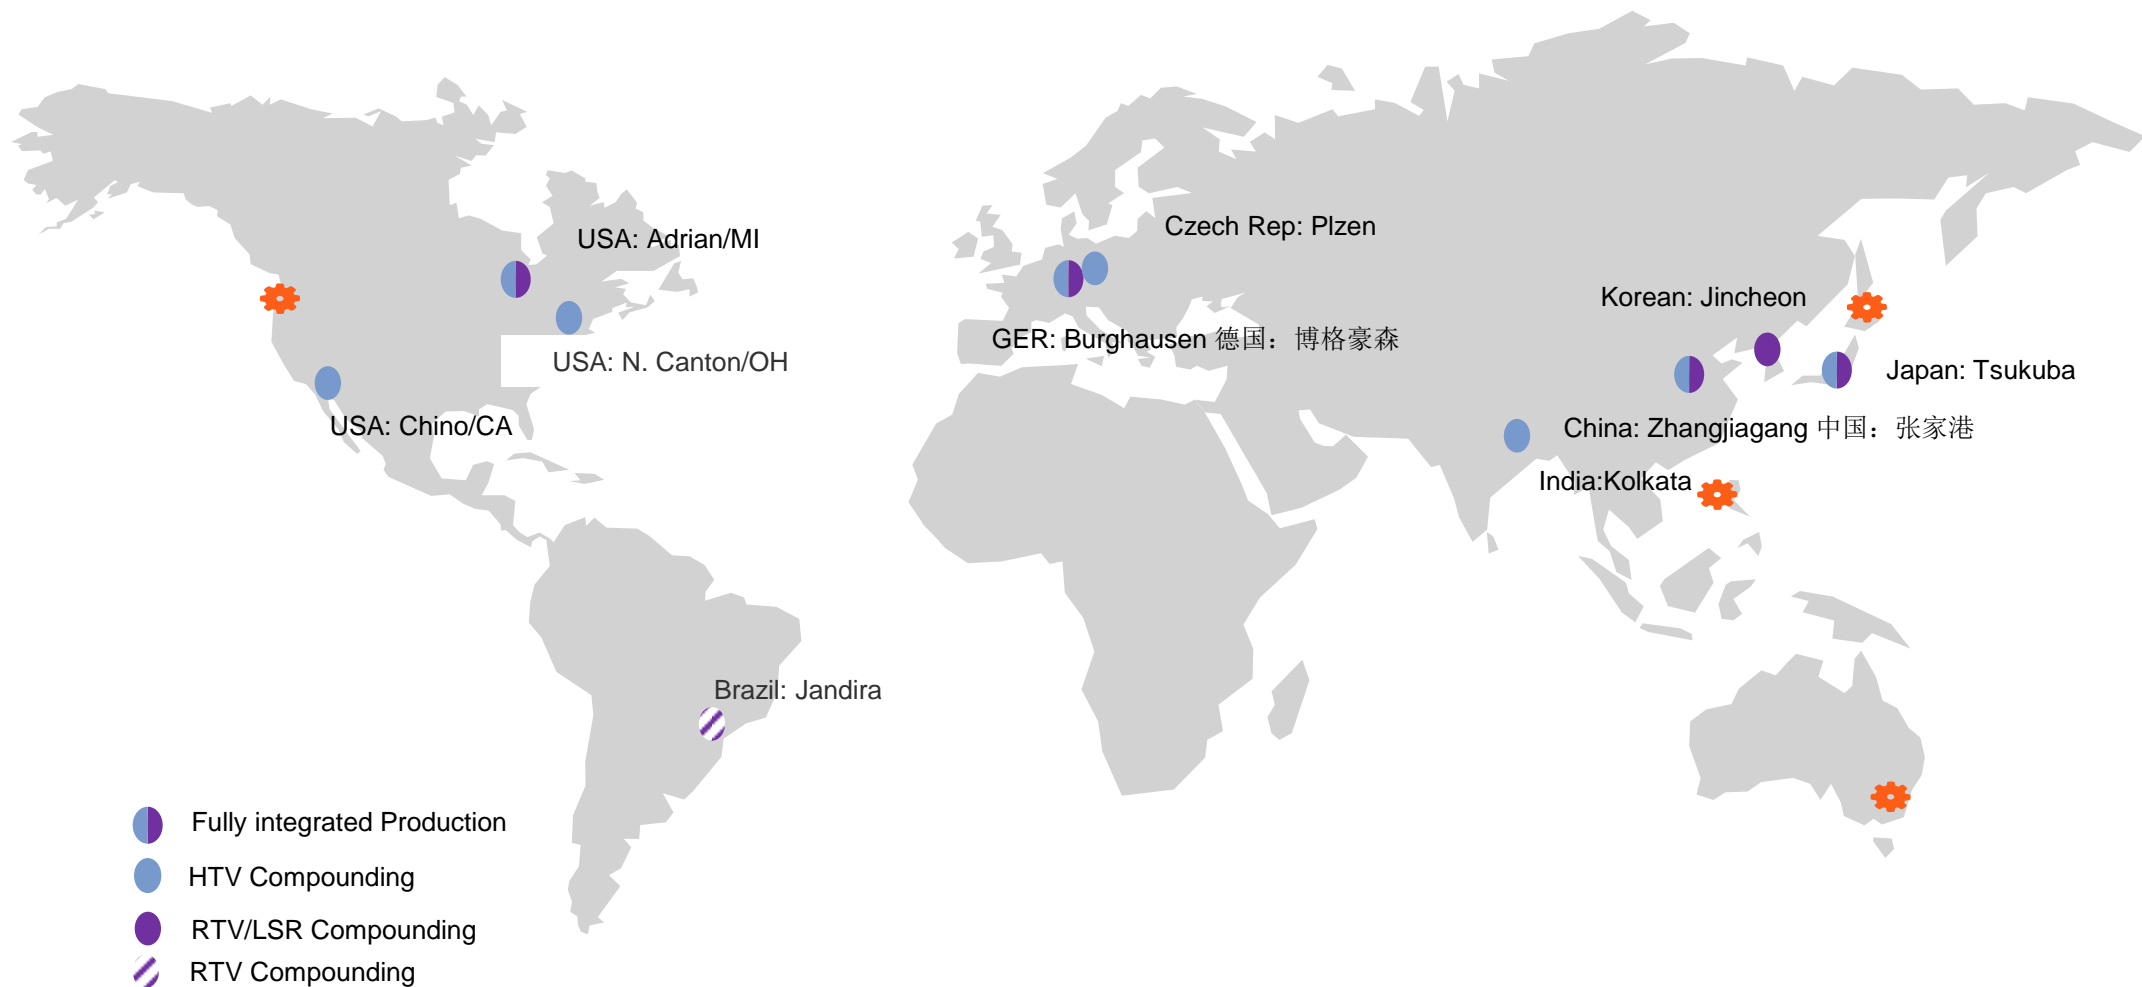 Czech Rep: Plzen
USA: Adrian/MI
Korean: Jincheon
GER: Burghausen 德国：博格豪森
USA: N. Canton/OH
Japan: Tsukuba
USA: Chino/CA
China: Zhangjiagang 中国：张家港
India:Kolkata
Brazil: Jandira
Fully integrated Production
HTV Compounding
RTV/LSR Compounding
RTV Compounding